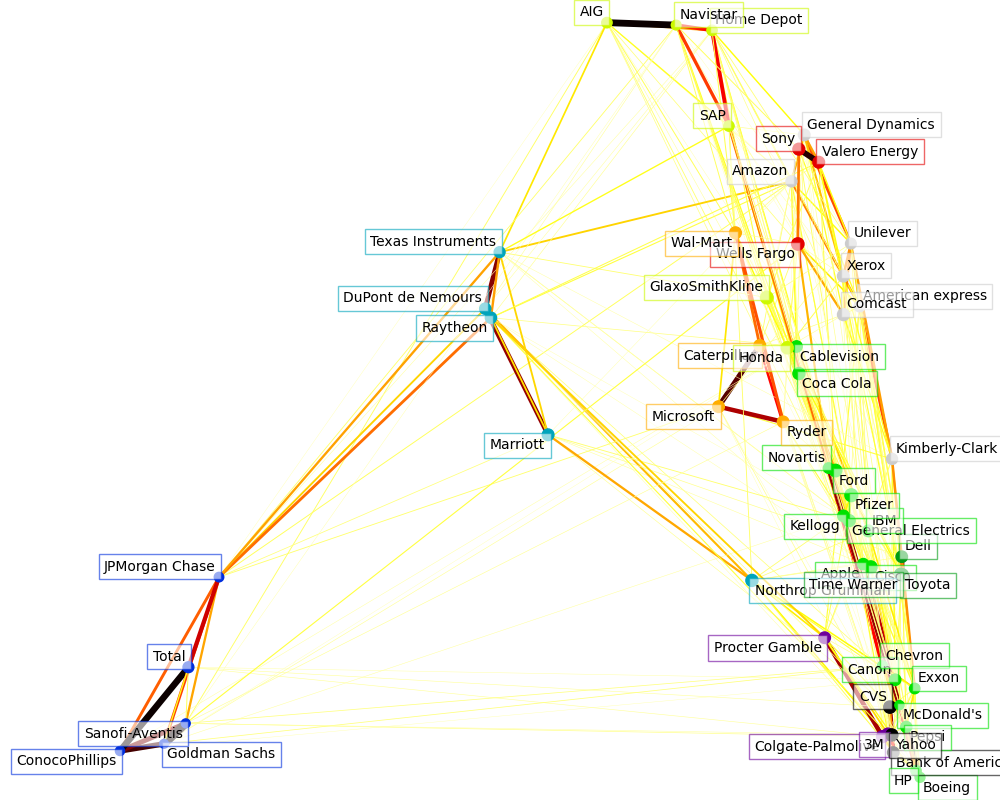 AIG
Navistar
Home Depot
SAP
General Dynamics
Sony
Valero Energy
Amazon
Unilever
Texas Instruments
Wal-Mart
Wells Fargo
Xerox
GlaxoSmithKline
American express
DuPont de Nemours
Comcast
Raytheon
Honda
Cablevision
Coca Cola
Microsoft
Ryder
Marriott
Kimberly-Clark
Novartis
Ford
Pfizer
IBM
Kellogg
General Electrics
Dell
JPMorgan Chase
Apple
Cisco
Time Warner
Toyota
Northrop Grumman
Procter Gamble
Chevron
Total
Canon
Exxon
CVS
McDonald's
Sanofi-Aventis
Pepsi
Colgate-Palmolive
3M
Yahoo
Goldman Sachs
ConocoPhillips
Bank of Americ
HP
Boeing